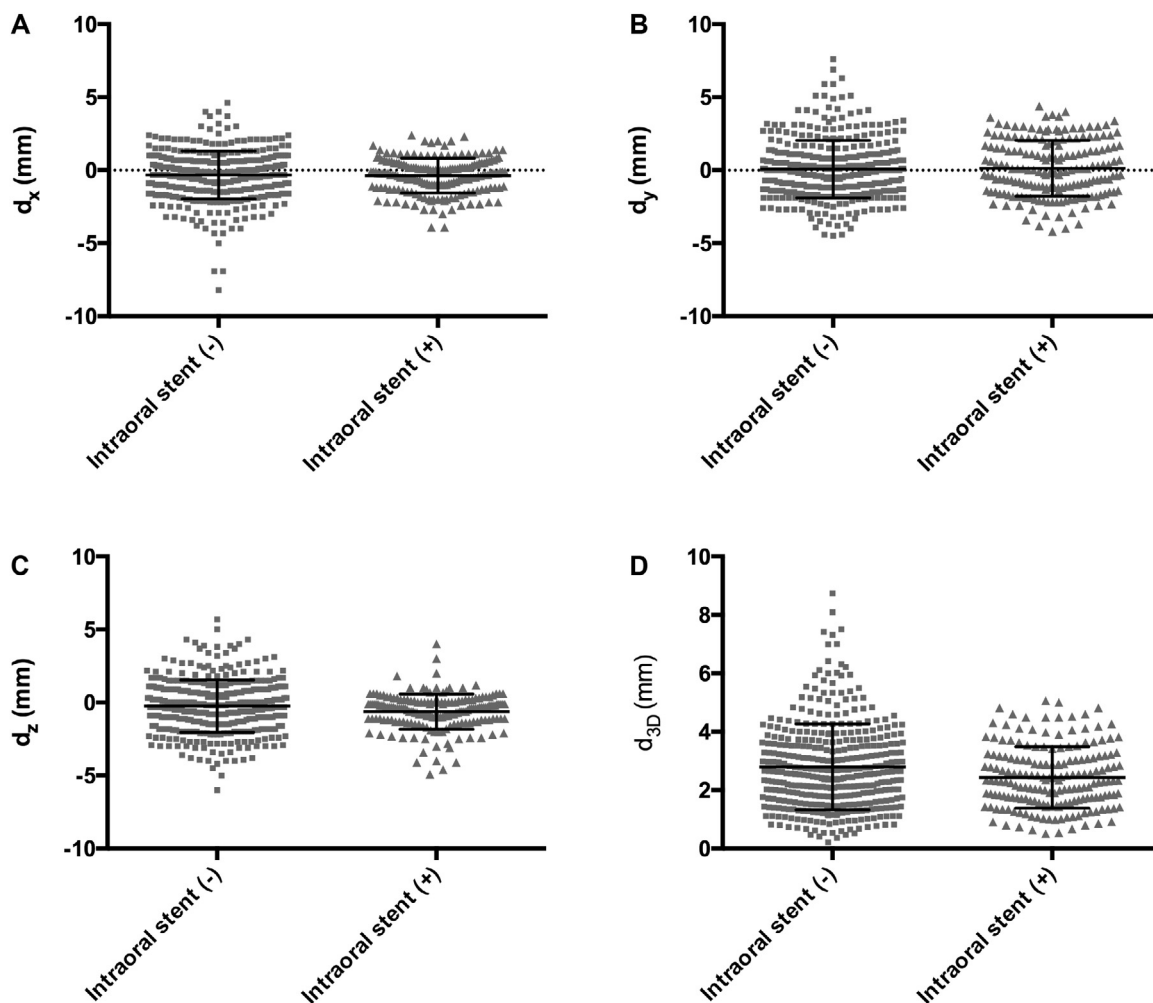 A
10
5
0
-5
-10
dx (mm)
Intraoral stent (-)
Intraoral stent (+)
B
10
5
0
-5
-10
dy (mm)
Intraoral stent (-)
Intraoral stent (+)
C
10
5
0
-5
-10
dz (mm)
Intraoral stent (-)
Intraoral stent (+)
D
10
8
6
4
2
0
d3D (mm)
Intraoral stent (-)
Intraoral stent (+)